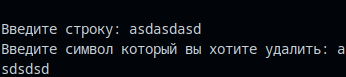 Введите строку: asdasdasd
Введите символ который вы хотите удалить: a
sdsdsd